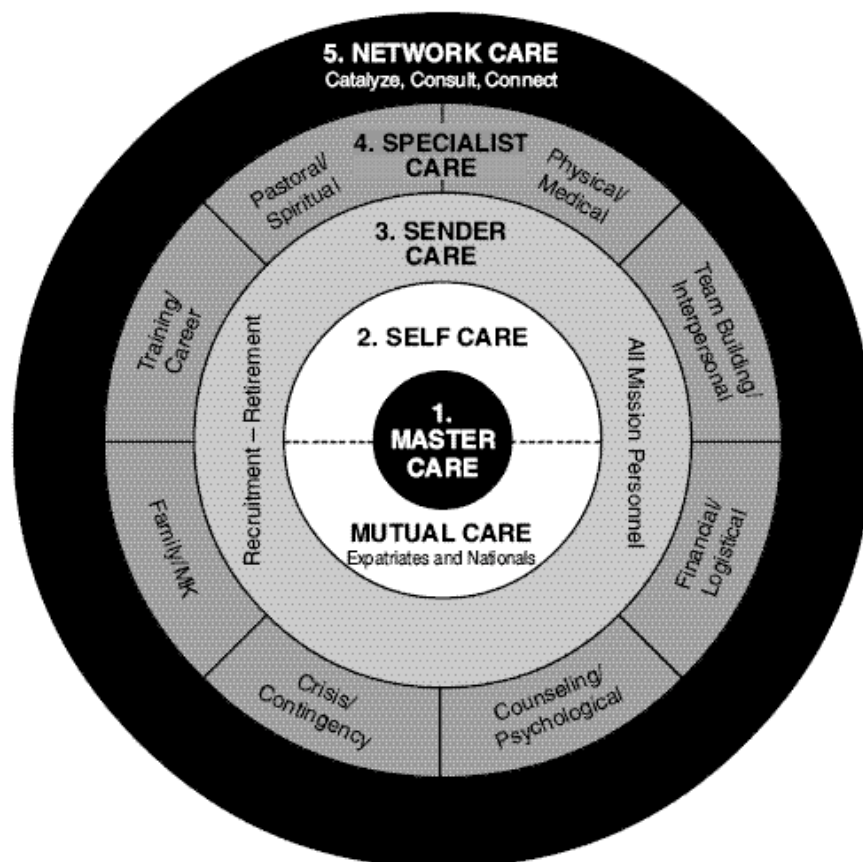 5. NETWORK CARE
Catalyze, Consult, Connect
4. SPECIALIST
CARE
Pastoral/
Spiritual
Physical/
Medical
3. SENDER
CARE
Training/
Career
Team Building/
Interpersonal
Recruitment – Retirement
All Mission Personnel
2. SELF CARE
1.
MASTER
CARE
MUTUAL CARE
Expatriates and Nationals
Family/MK
Financial/
Logistical
Crisis/
Contingency
Counseling/
Psychological